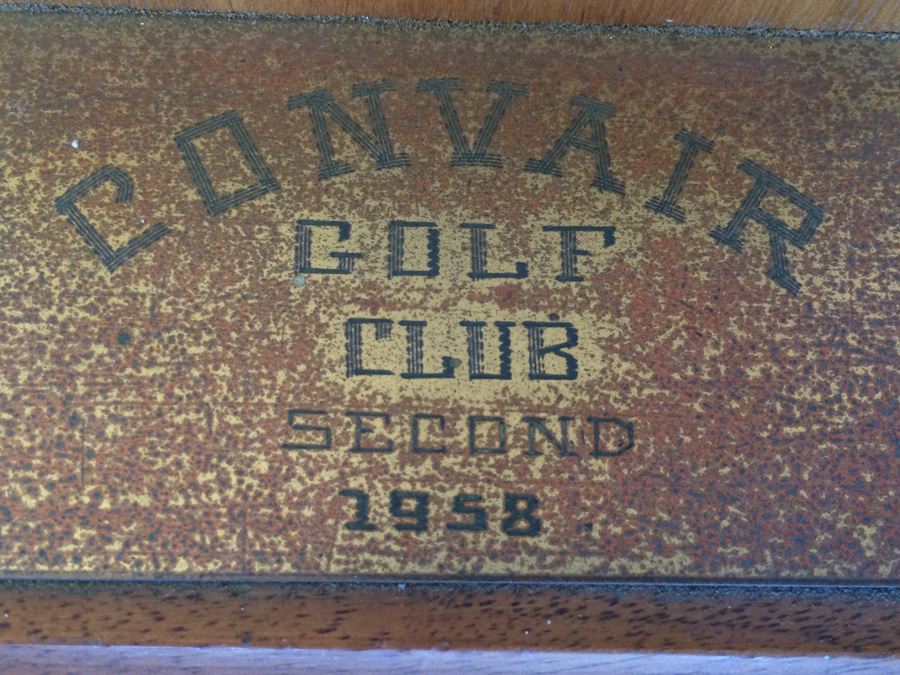 CONVAIR
GOLF
CLUB
SECOND
1958